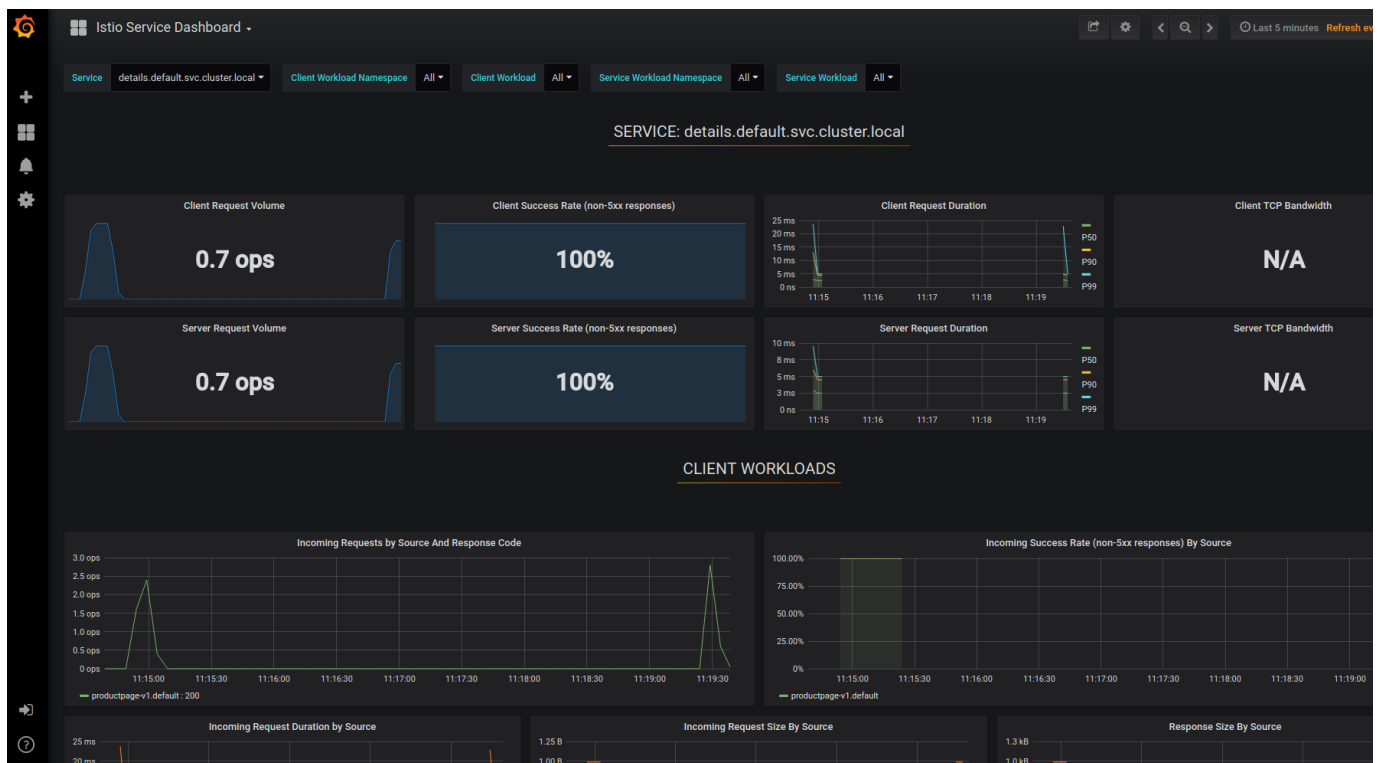 Istio Service Dashboard
Last 5 minutes Refresh ev
Service details.default.svc.cluster.local Client Workload Namespace All Client Workload All Service Workload Namespace All Service Workload All
SERVICE: details.default.svc.cluster.local
Client Request Volume
0.7 ops
Client Success Rate (non-5xx responses)
100%
Client Request Duration
25 ms
20 ms
15 ms
10 ms
5 ms
0 ns
11:15 11:16 11:17 11:18 11:19
P50
P90
P99
Client TCP Bandwidth
N/A
Server Request Volume
0.7 ops
Server Success Rate (non-5xx responses)
100%
Server Request Duration
10 ms
8 ms
5 ms
3 ms
0 ns
11:15 11:16 11:17 11:18 11:19
P50
P90
P99
Server TCP Bandwidth
N/A
CLIENT WORKLOADS
Incoming Requests by Source And Response Code
3.0 ops
2.5 ops
2.0 ops
1.5 ops
1.0 ops
0.5 ops
0 ops
11:15:00 11:15:30 11:16:00 11:16:30 11:17:00 11:17:30 11:18:00 11:18:30 11:19:00 11:19:30
productpage-v1.default : 200
Incoming Success Rate (non-5xx responses) By Source
100.00%
75.00%
50.00%
25.00%
0%
11:15:00 11:15:30 11:16:00 11:16:30 11:17:00 11:17:30 11:18:00 11:18:30 11:19:00
productpage-v1.default
Incoming Request Duration by Source
25 ms
20 ms
Incoming Request Size By Source
1.25 B
1.00 B
Response Size By Source
1.3 kB
1.0 kB